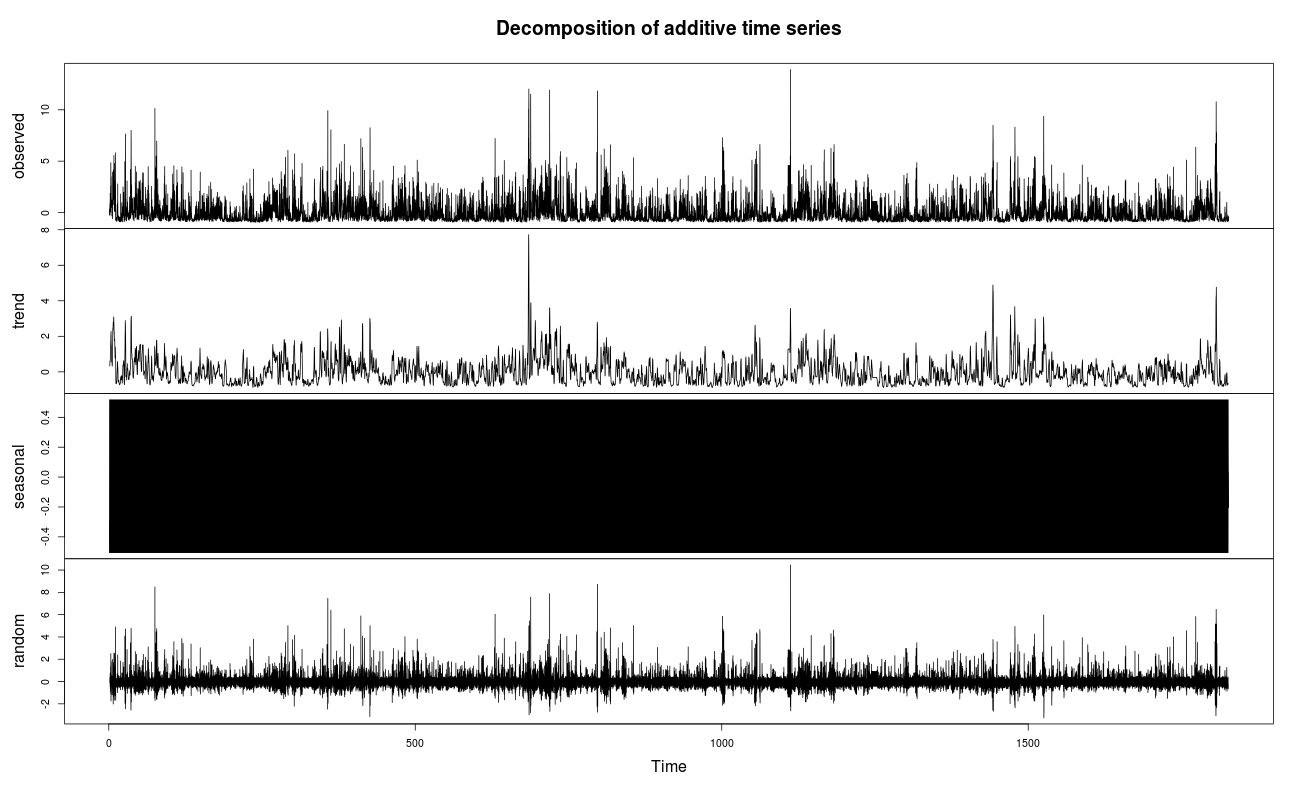 Decomposition of additive time series
observed
0 5 10
trend
0 2 4 6 8
seasonal
-0.4 -0.2 0.0 0.2 0.4
random
-2 0 2 4 6 8 10
0 500 1000 1500
Time